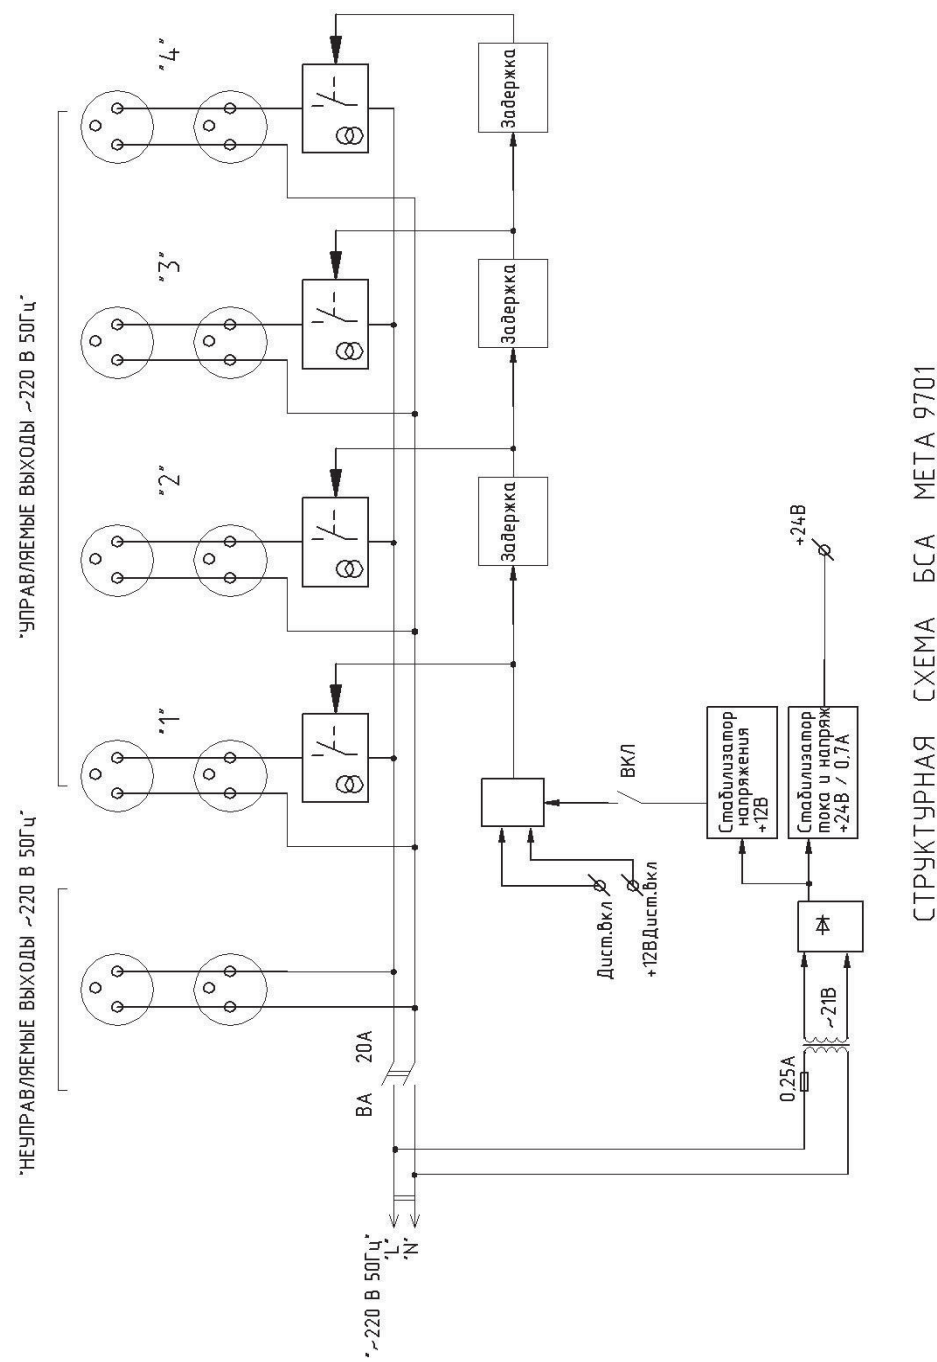 "НЕУПРАВЛЯЕМЫЕ ВЫХОДЫ ~220 В 50Гц"
"УПРАВЛЯЕМЫЕ ВЫХОДЫ ~220 В 50Гц"
"1"
"2"
"3"
"4"
"~220 В 50Гц"
"L"
"N"
ВА 20А
Задержка
Задержка
Задержка
Дист.вкл
+12ВДист.вкл
ВКЛ
Стабилизатор
напряжения
+12В
Стабилизатор
тока и напряж
+24В / 0,7А
+24В
0,25А
~21В
СТРУКТУРНАЯ СХЕМА БСА МЕТА 9701